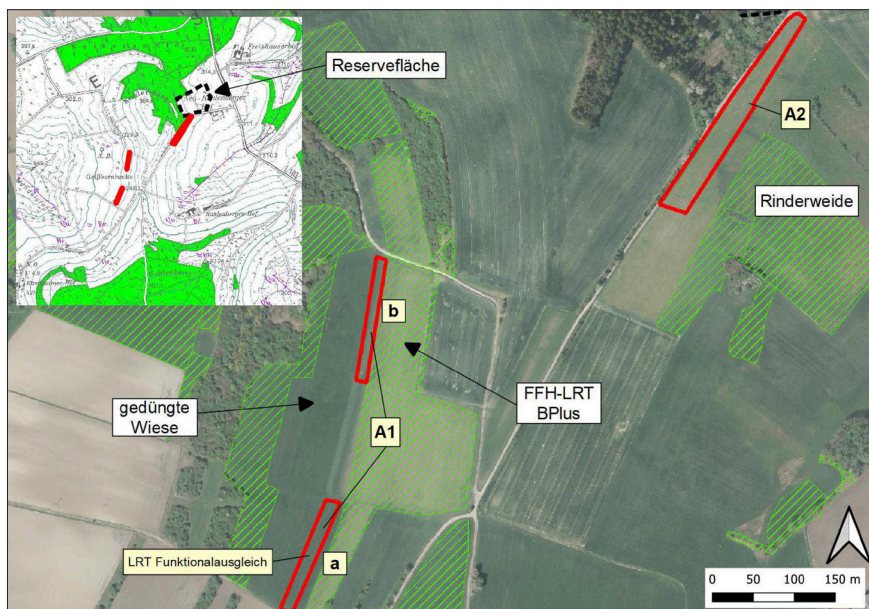 Reservefläche
A2
Rinderweide
b
FFH-LRT
BPlus
gedüngte
Wiese
A1
LRT Funktionalausgleich
a
0 50 100 150 m